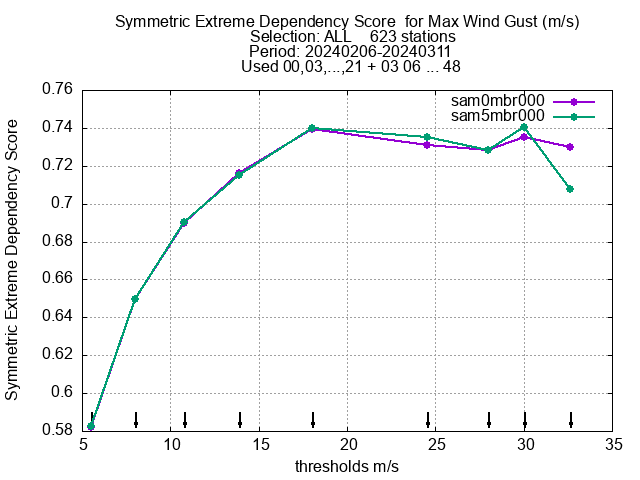 Symmetric Extreme Dependency Score  for Max Wind Gust (m/s)
Selection: ALL    623 stations
Period: 20240206-20240311
Used 00,03,...,21 + 03 06 ... 48
sam0mbr000
sam5mbr000
Symmetric Extreme Dependency Score
0.76
0.74
0.72
0.7
0.68
0.66
0.64
0.62
0.6
0.58
5 10 15 20 25 30 35
thresholds m/s